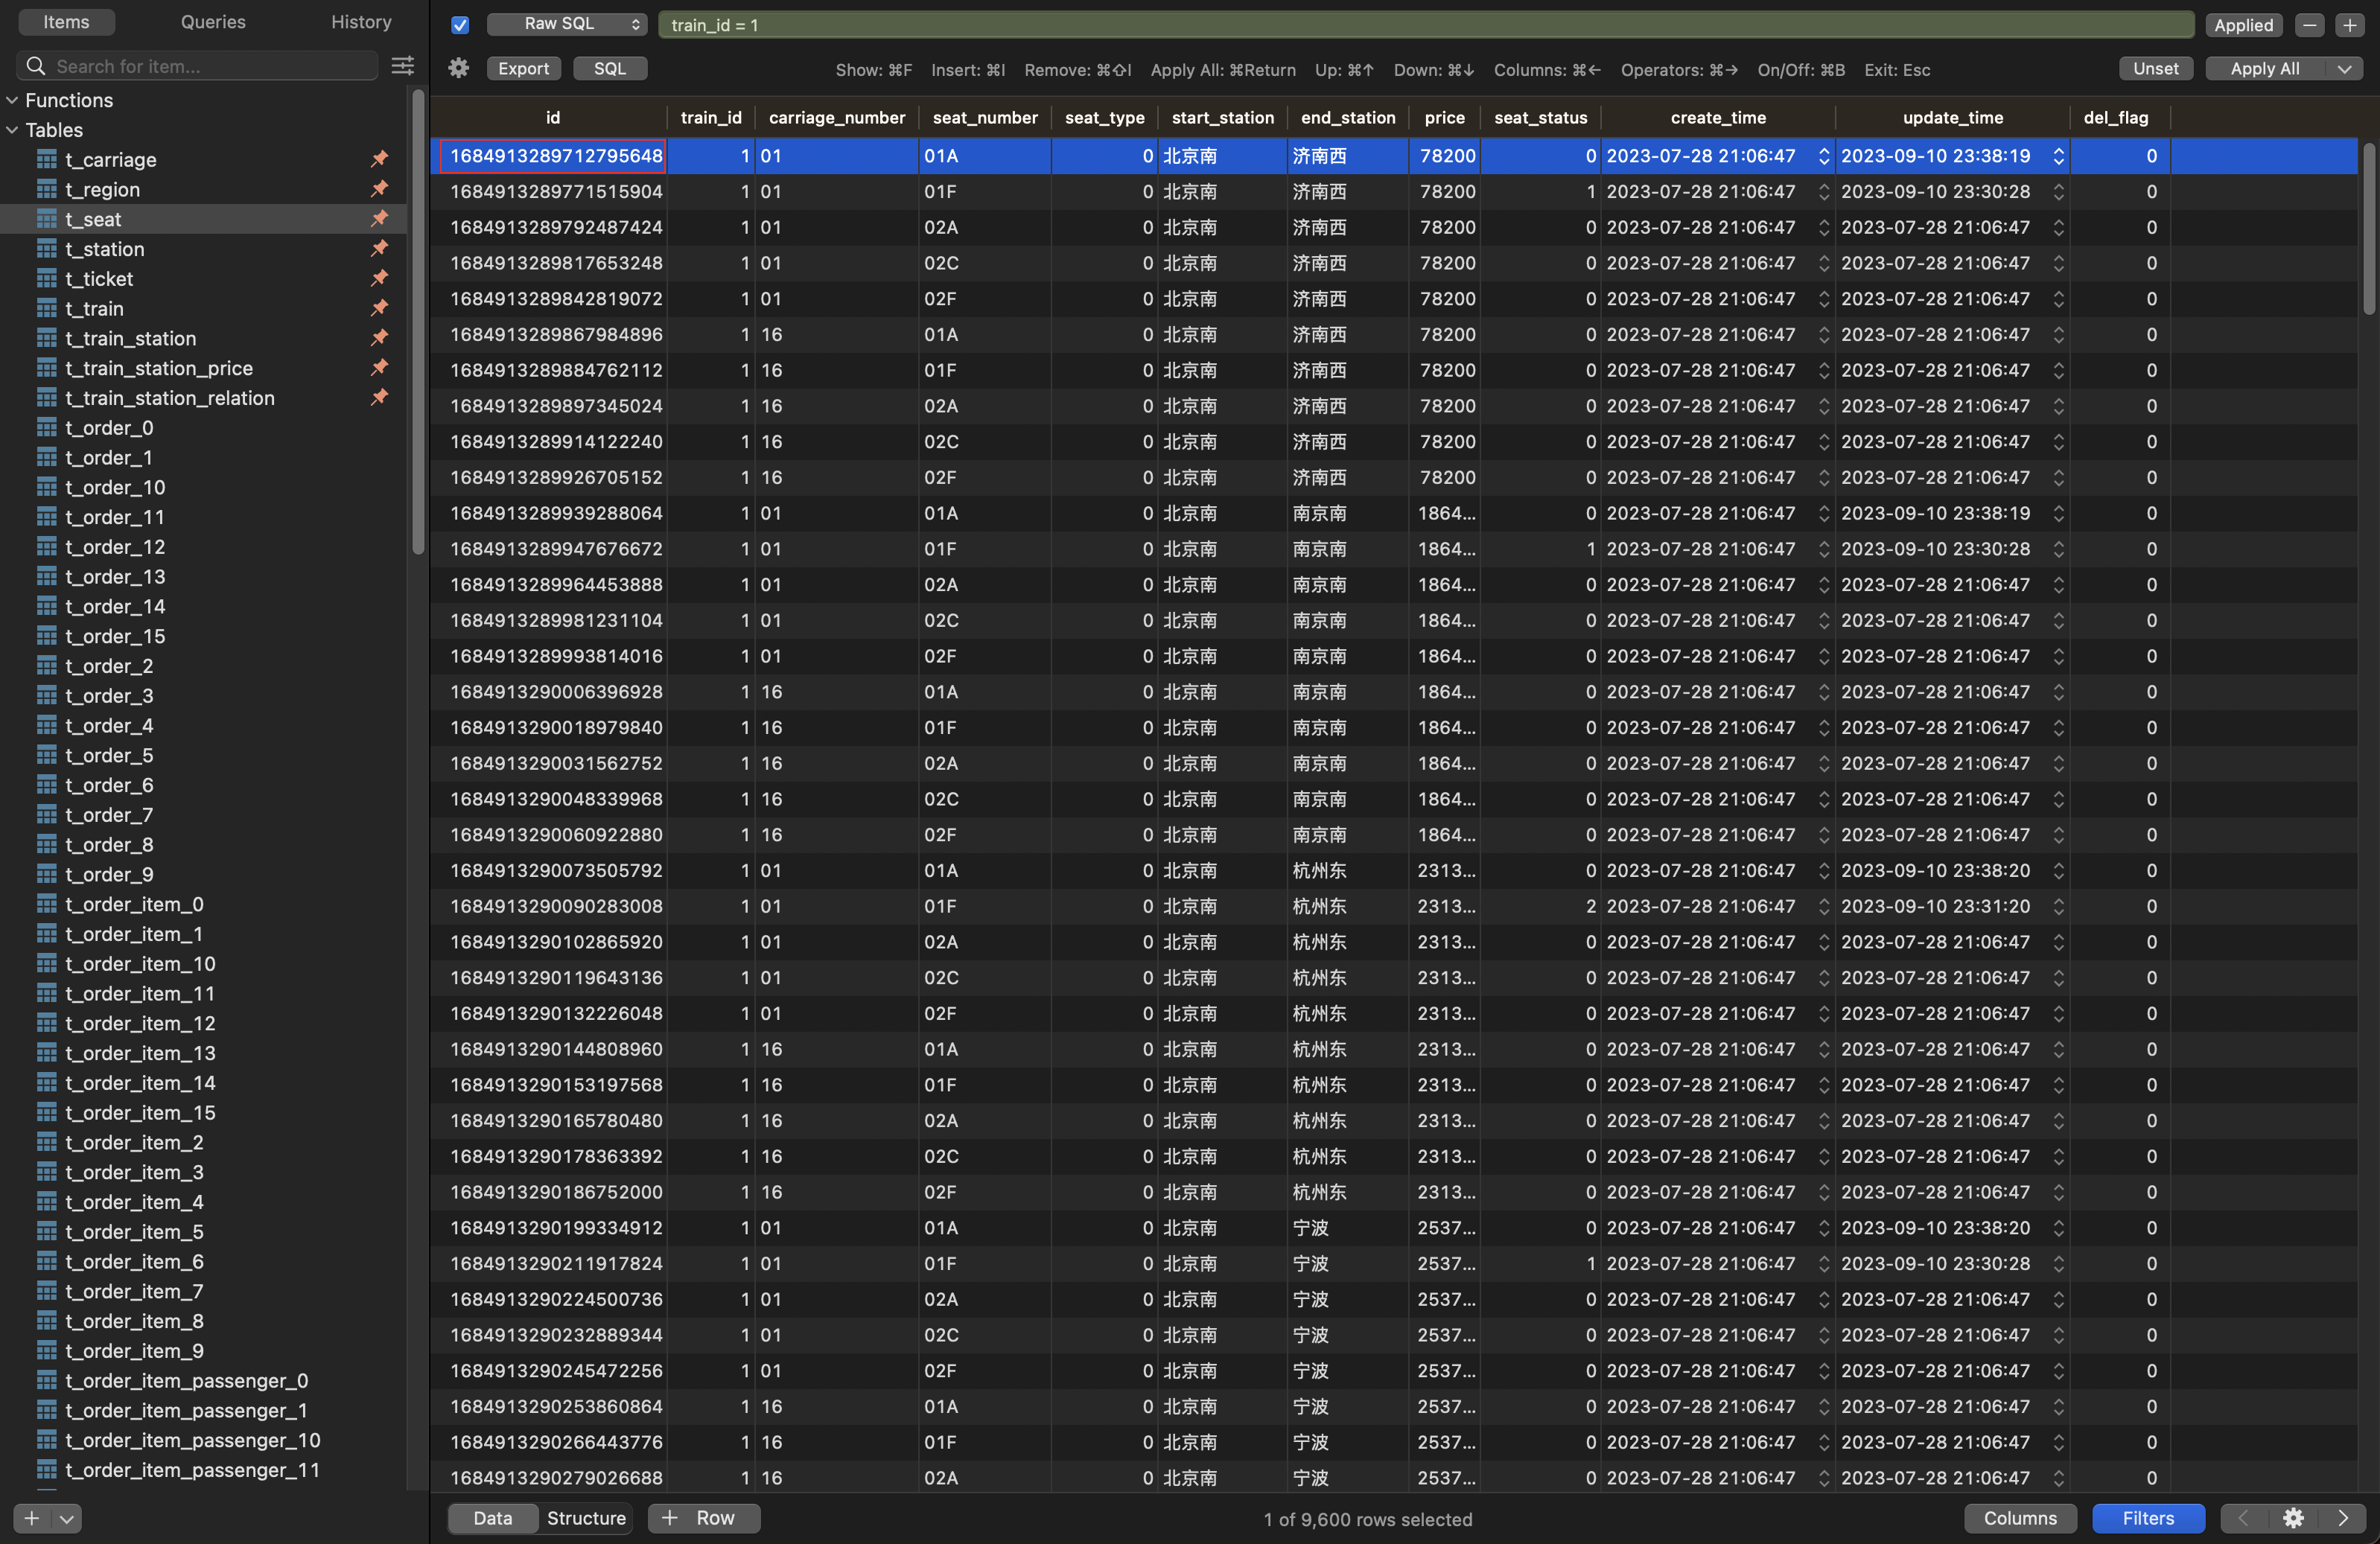 Items Queries History
Search for item...
Functions
Tables
t_carriage
t_region
t_seat
t_station
t_ticket
t_train
t_train_station
t_train_station_price
t_train_station_relation
t_order_0
t_order_1
t_order_10
t_order_11
t_order_12
t_order_13
t_order_14
t_order_15
t_order_2
t_order_3
t_order_4
t_order_5
t_order_6
t_order_7
t_order_8
t_order_9
t_order_item_0
t_order_item_1
t_order_item_10
t_order_item_11
t_order_item_12
t_order_item_13
t_order_item_14
t_order_item_15
t_order_item_2
t_order_item_3
t_order_item_4
t_order_item_5
t_order_item_6
t_order_item_7
t_order_item_8
t_order_item_9
t_order_item_passenger_0
t_order_item_passenger_1
t_order_item_passenger_10
t_order_item_passenger_11
Raw SQL train_id = 1 Applied
Export SQL Show: ⌘F Insert: ⌘I Remove: ⌘⇧I Apply All: ⌘Return Up: ⌘↑ Down: ⌘↓ Columns: ⌘← Operators: ⌘→ On/Off: ⌘B Exit: Esc Unset Apply All
id train_id carriage_number seat_number seat_type start_station end_station price seat_status create_time update_time del_flag
1684913289712795648 1 01 01A 0 北京南 济南西 78200 0 2023-07-28 21:06:47 2023-09-10 23:38:19 0
1684913289771515904 1 01 01F 0 北京南 济南西 78200 1 2023-07-28 21:06:47 2023-09-10 23:30:28 0
1684913289792487424 1 01 02A 0 北京南 济南西 78200 0 2023-07-28 21:06:47 2023-07-28 21:06:47 0
1684913289817653248 1 01 02C 0 北京南 济南西 78200 0 2023-07-28 21:06:47 2023-07-28 21:06:47 0
1684913289842819072 1 01 02F 0 北京南 济南西 78200 0 2023-07-28 21:06:47 2023-07-28 21:06:47 0
1684913289867984896 1 16 01A 0 北京南 济南西 78200 0 2023-07-28 21:06:47 2023-07-28 21:06:47 0
1684913289884762112 1 16 01F 0 北京南 济南西 78200 0 2023-07-28 21:06:47 2023-07-28 21:06:47 0
1684913289897345024 1 16 02A 0 北京南 济南西 78200 0 2023-07-28 21:06:47 2023-07-28 21:06:47 0
1684913289914122240 1 16 02C 0 北京南 济南西 78200 0 2023-07-28 21:06:47 2023-07-28 21:06:47 0
1684913289926705152 1 16 02F 0 北京南 济南西 78200 0 2023-07-28 21:06:47 2023-07-28 21:06:47 0
1684913289939288064 1 01 01A 0 北京南 南京南 1864... 0 2023-07-28 21:06:47 2023-09-10 23:38:19 0
1684913289947676672 1 01 01F 0 北京南 南京南 1864... 1 2023-07-28 21:06:47 2023-09-10 23:30:28 0
1684913289964453888 1 01 02A 0 北京南 南京南 1864... 0 2023-07-28 21:06:47 2023-07-28 21:06:47 0
1684913289981231104 1 01 02C 0 北京南 南京南 1864... 0 2023-07-28 21:06:47 2023-07-28 21:06:47 0
1684913289993814016 1 01 02F 0 北京南 南京南 1864... 0 2023-07-28 21:06:47 2023-07-28 21:06:47 0
1684913290006396928 1 16 01A 0 北京南 南京南 1864... 0 2023-07-28 21:06:47 2023-07-28 21:06:47 0
1684913290018979840 1 16 01F 0 北京南 南京南 1864... 0 2023-07-28 21:06:47 2023-07-28 21:06:47 0
1684913290031562752 1 16 02A 0 北京南 南京南 1864... 0 2023-07-28 21:06:47 2023-07-28 21:06:47 0
1684913290048339968 1 16 02C 0 北京南 南京南 1864... 0 2023-07-28 21:06:47 2023-07-28 21:06:47 0
1684913290060922880 1 16 02F 0 北京南 南京南 1864... 0 2023-07-28 21:06:47 2023-07-28 21:06:47 0
1684913290073505792 1 01 01A 0 北京南 杭州东 2313... 0 2023-07-28 21:06:47 2023-09-10 23:38:20 0
1684913290090283008 1 01 01F 0 北京南 杭州东 2313... 2 2023-07-28 21:06:47 2023-09-10 23:31:20 0
1684913290102865920 1 01 02A 0 北京南 杭州东 2313... 0 2023-07-28 21:06:47 2023-07-28 21:06:47 0
1684913290119643136 1 01 02C 0 北京南 杭州东 2313... 0 2023-07-28 21:06:47 2023-07-28 21:06:47 0
1684913290132226048 1 01 02F 0 北京南 杭州东 2313... 0 2023-07-28 21:06:47 2023-07-28 21:06:47 0
1684913290144808960 1 16 01A 0 北京南 杭州东 2313... 0 2023-07-28 21:06:47 2023-07-28 21:06:47 0
1684913290153197568 1 16 01F 0 北京南 杭州东 2313... 0 2023-07-28 21:06:47 2023-07-28 21:06:47 0
1684913290165780480 1 16 02A 0 北京南 杭州东 2313... 0 2023-07-28 21:06:47 2023-07-28 21:06:47 0
1684913290178363392 1 16 02C 0 北京南 杭州东 2313... 0 2023-07-28 21:06:47 2023-07-28 21:06:47 0
1684913290186752000 1 16 02F 0 北京南 杭州东 2313... 0 2023-07-28 21:06:47 2023-07-28 21:06:47 0
1684913290199334912 1 01 01A 0 北京南 宁波 2537... 0 2023-07-28 21:06:47 2023-09-10 23:38:20 0
1684913290211917824 1 01 01F 0 北京南 宁波 2537... 1 2023-07-28 21:06:47 2023-09-10 23:30:28 0
1684913290224500736 1 01 02A 0 北京南 宁波 2537... 0 2023-07-28 21:06:47 2023-07-28 21:06:47 0
1684913290232889344 1 01 02C 0 北京南 宁波 2537... 0 2023-07-28 21:06:47 2023-07-28 21:06:47 0
1684913290245472256 1 01 02F 0 北京南 宁波 2537... 0 2023-07-28 21:06:47 2023-07-28 21:06:47 0
1684913290253860864 1 16 01A 0 北京南 宁波 2537... 0 2023-07-28 21:06:47 2023-07-28 21:06:47 0
1684913290266443776 1 16 01F 0 北京南 宁波 2537... 0 2023-07-28 21:06:47 2023-07-28 21:06:47 0
1684913290279026688 1 16 02A 0 北京南 宁波 2537... 0 2023-07-28 21:06:47 2023-07-28 21:06:47 0
Data Structure + Row 1 of 9,600 rows selected Columns Filters